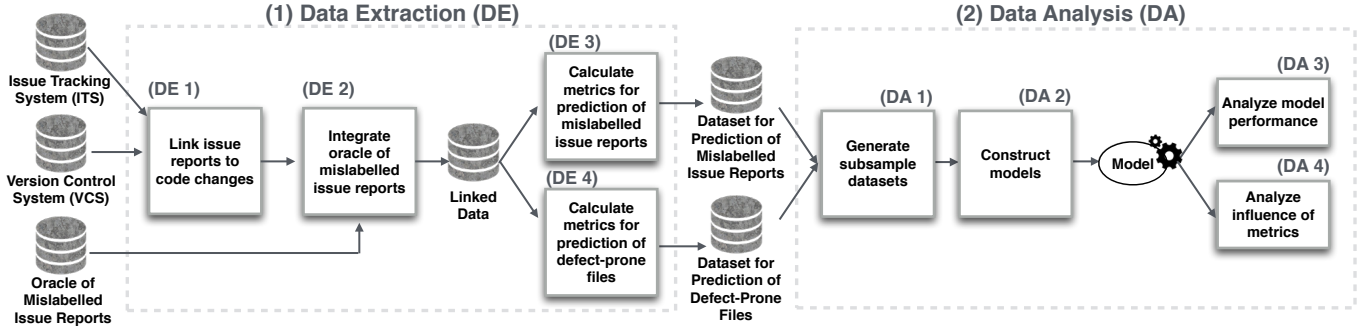 (1) Data Extraction (DE)
(2) Data Analysis (DA)
Issue Tracking
System (ITS)
Version Control
System (VCS)
Oracle of
Mislabelled
Issue Reports
(DE 1)
Link issue
reports to
code changes
(DE 2)
Integrate
oracle of
mislabelled
issue reports
Linked
Data
(DE 3)
Calculate
metrics for
prediction of
mislabelled
issue reports
(DE 4)
Calculate
metrics for
prediction of
defect-prone
files
Dataset for
Prediction of
Mislabelled
Issue Reports
Dataset for
Prediction of
Defect-Prone
Files
(DA 1)
Generate
subsample
datasets
(DA 2)
Construct
models
Model
(DA 3)
Analyze model
performance
(DA 4)
Analyze
influence of
metrics